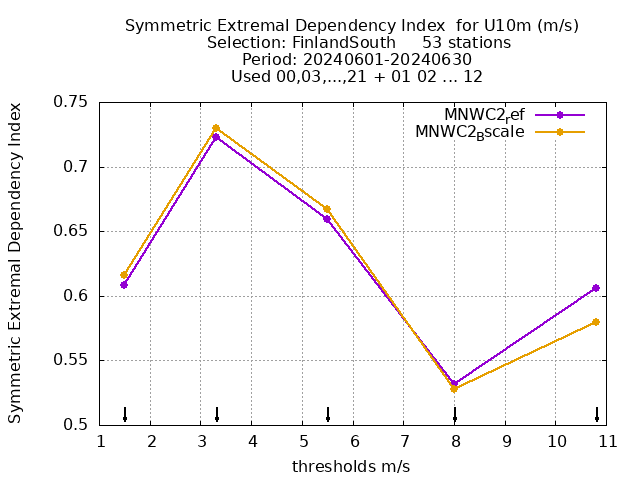 Symmetric Extremal Dependency Index for U10m (m/s)
Selection: FinlandSouth 53 stations
Period: 20240601-20240630
Used 00,03,...,21 + 01 02 ... 12
Symmetric Extremal Dependency Index
0.75
0.7
0.65
0.6
0.55
0.5
MNWC2ref
MNWC2Bscale
1 2 3 4 5 6 7 8 9 10 11
thresholds m/s